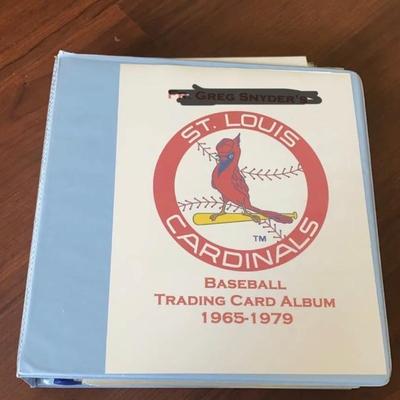 GREG SNYDER'S
ST. LOUIS
CARDINALS
TM
BASEBALL
TRADING CARD ALBUM
1965-1979